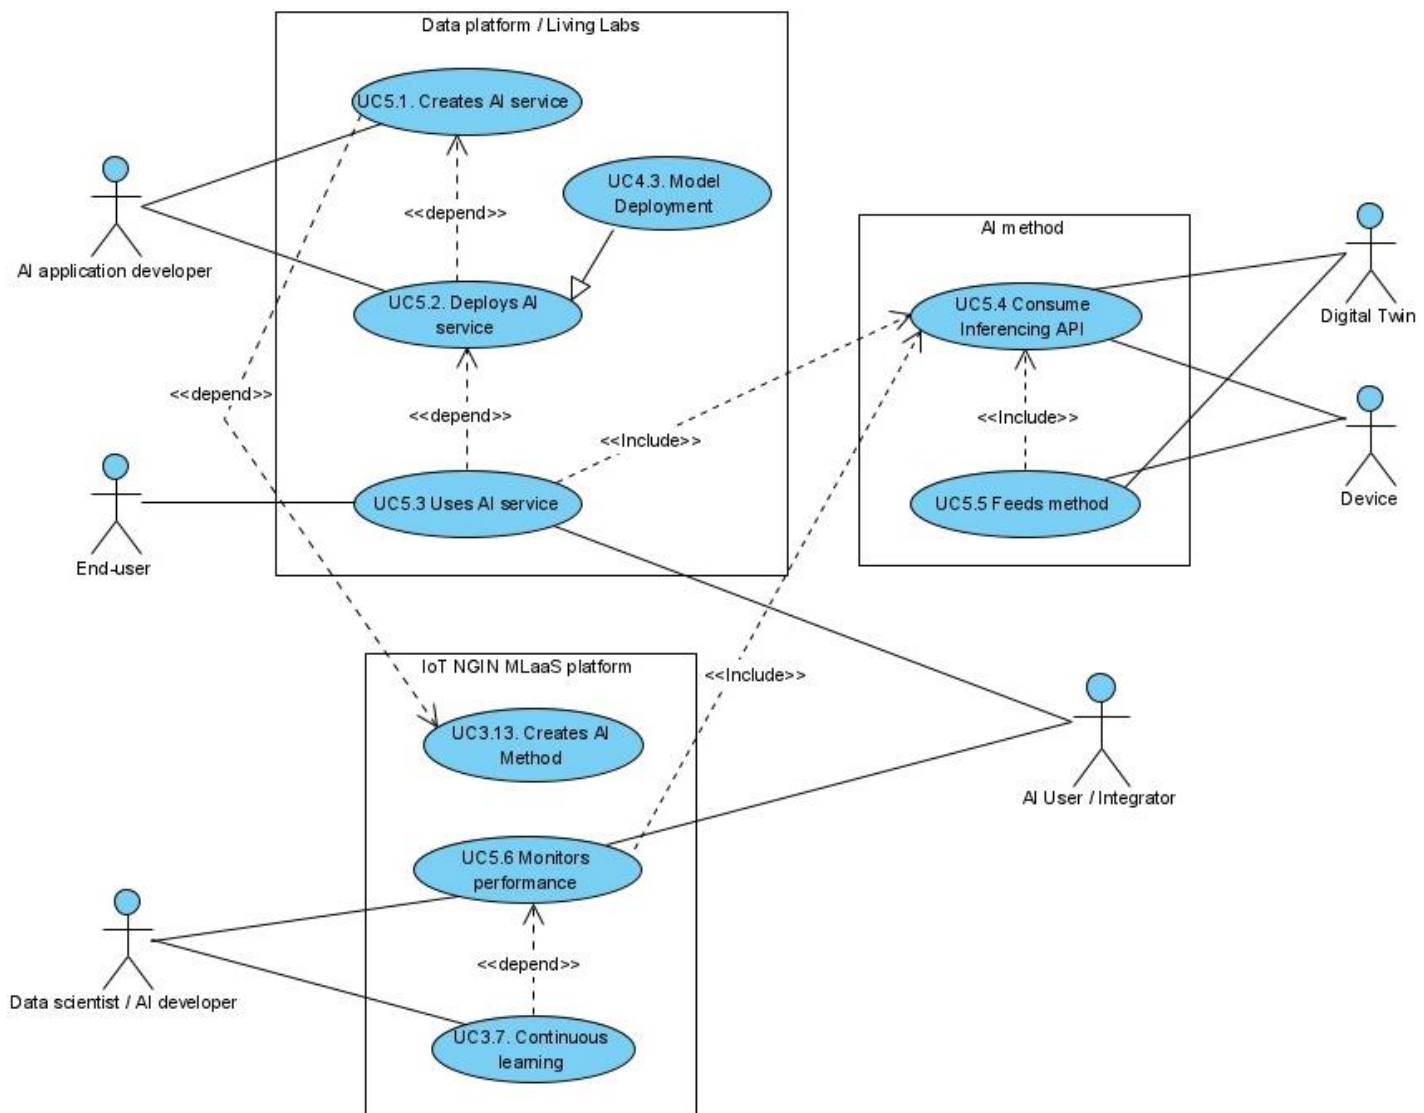 Data platform / Living Labs
UC5.1. Creates AI service
UC4.3. Model
Deployment
<<depend>>
AI application developer
AI method
UC5.2. Deploys AI
service
UC5.4 Consume
Inferencing API
Digital Twin
<<depend>>
<<depend>>
<<Include>>
<<Include>>
UC5.3 Uses AI service
UC5.5 Feeds method
Device
End-user
IoT NGIN MLaaS platform
<<Include>>
UC3.13. Creates AI
Method
AI User / Integrator
UC5.6 Monitors
performance
<<depend>>
Data scientist / AI developer
UC3.7. Continuous
learning